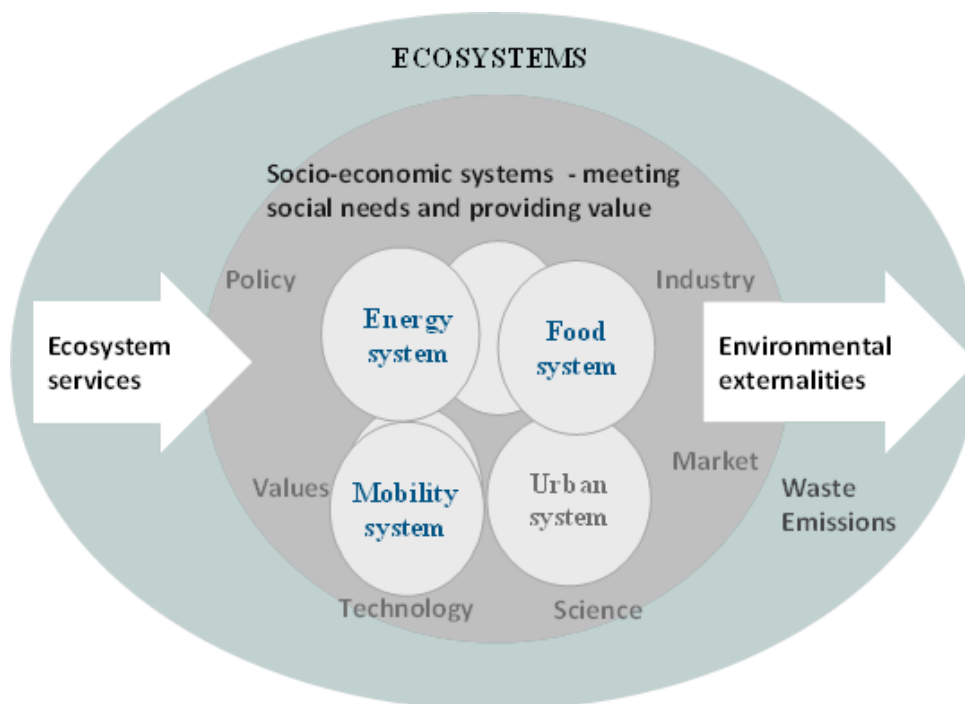 ECOSYSTEMS
Socio-economic systems - meeting
social needs and providing value
Policy
Industry
Energy
system
Food
system
Ecosystem
services
Environmental
externalities
Values
Mobility
system
Urban
system
Market
Waste
Emissions
Technology
Science